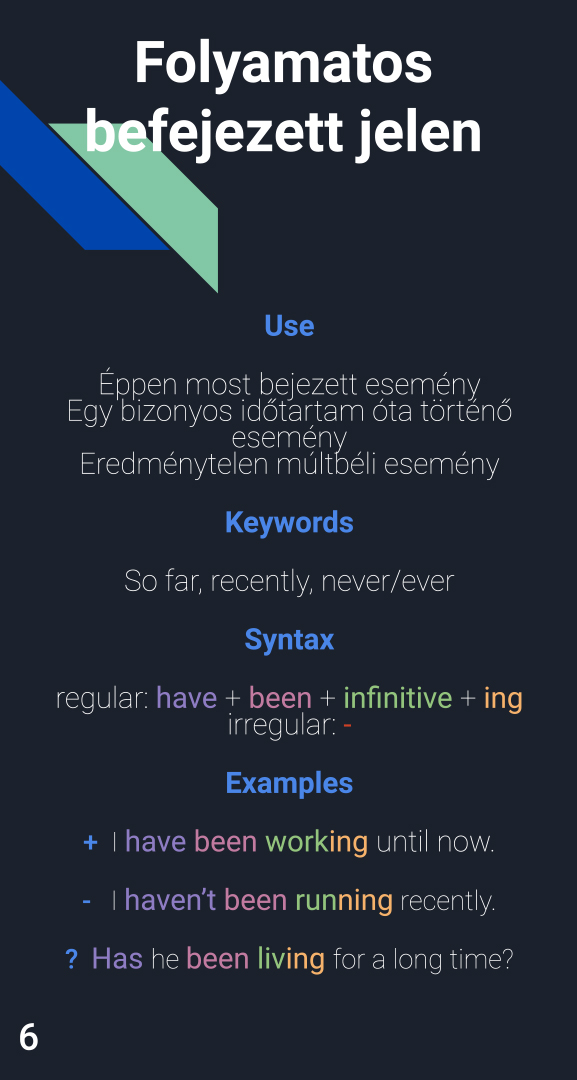 Folyamatos
befejezett jelen
Use
Éppen most bejezett esemény
Egy bizonyos időtartam óta történő
esemény
Eredménytelen múltbéli esemény
Keywords
So far, recently, never/ever
Syntax
regular: have + been + infinitive + ing
irregular: -
Examples
+ I have been working until now.
- I haven’t been running recently.
? Has he been living for a long time?
6